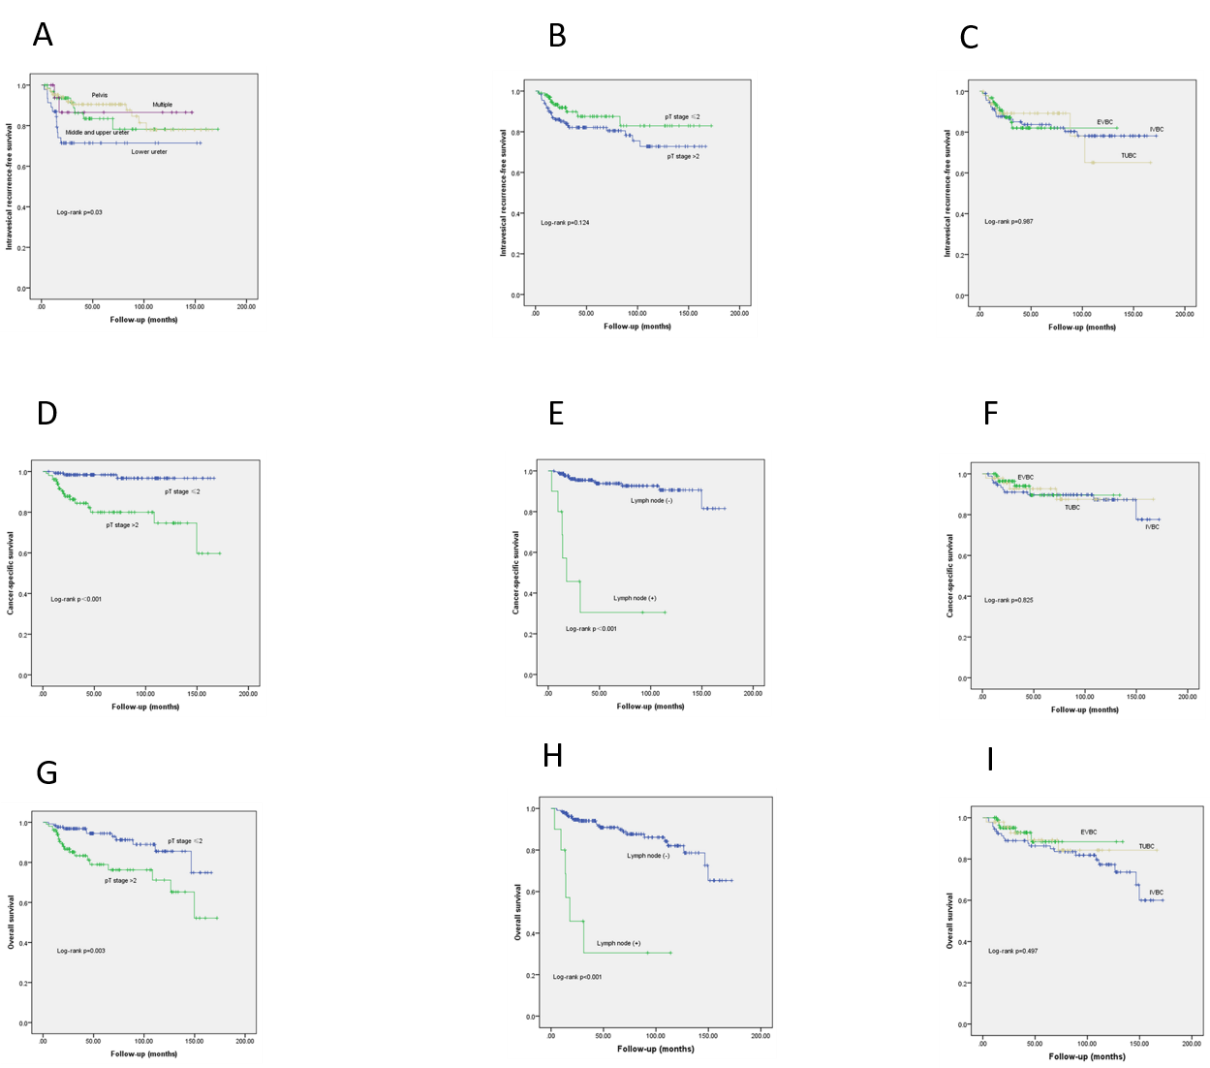 A
Intravesical recurrence-free survival
1.0
0.8
0.6
0.4
0.2
0.0
Pelvis
Multiple
Middle and upper ureter
Lower ureter
Log-rank p=0.03
.00 50.00 100.00 150.00 200.00
Follow-up (months)
B
Intravesical recurrence-free survival
1.0
0.8
0.6
0.4
0.2
0.0
pT stage ≤2
pT stage >2
Log-rank p=0.124
.00 50.00 100.00 150.00 200.00
Follow-up (months)
C
Intravesical recurrence-free survival
1.0
0.8
0.6
0.4
0.2
0.0
EVBC
IVBC
TUBC
Log-rank p=0.987
.00 50.00 100.00 150.00 200.00
Follow-up (months)
D
Cancer-specific survival
1.0
0.8
0.6
0.4
0.2
0.0
pT stage ≤2
pT stage >2
Log-rank p<0.001
.00 50.00 100.00 150.00 200.00
Follow-up (months)
E
Cancer-specific survival
1.0
0.8
0.6
0.4
0.2
0.0
Lymph node (-)
Lymph node (+)
Log-rank p<0.001
.00 50.00 100.00 150.00 200.00
Follow-up (months)
F
Cancer-specific survival
1.0
0.8
0.6
0.4
0.2
0.0
EVBC
TUBC
IVBC
Log-rank p=0.825
.00 50.00 100.00 150.00 200.00
Follow-up (months)
G
Overall survival
1.0
0.8
0.6
0.4
0.2
0.0
pT stage ≤2
pT stage >2
Log-rank p=0.003
.00 50.00 100.00 150.00 200.00
Follow-up (months)
H
Overall survival
1.0
0.8
0.6
0.4
0.2
0.0
Lymph node (-)
Lymph node (+)
Log-rank p<0.001
.00 50.00 100.00 150.00 200.00
Follow-up (months)
I
Overall survival
1.0
0.8
0.6
0.4
0.2
0.0
EVBC
TUBC
IVBC
Log-rank p=0.497
.00 50.00 100.00 150.00 200.00
Follow-up (months)